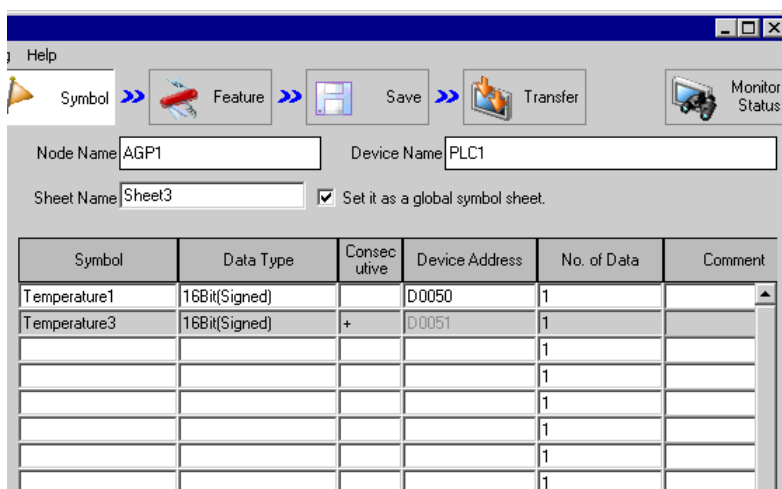 Help
Symbol Feature Save Transfer Monitor Status
Node Name AGP1 Device Name PLC1
Sheet Name Sheet3 Set it as a global symbol sheet.
Symbol Data Type Consec utive Device Address No. of Data Comment
Temperature1 16Bit(Signed) D0050 1
Temperature3 16Bit(Signed) + D0051 1
1
1
1
1
1
1